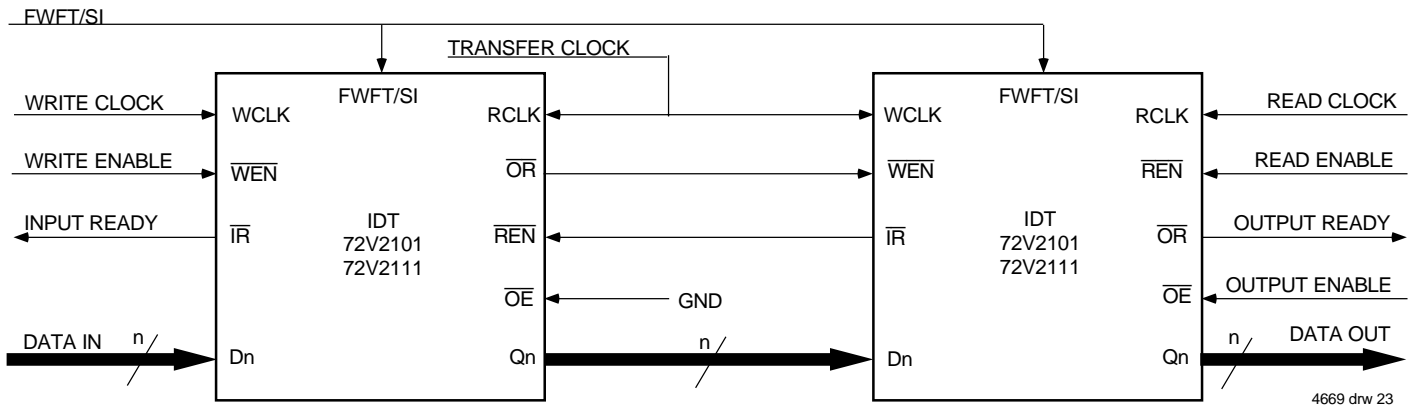 FWFT/SI
TRANSFER CLOCK
FWFT/SI
FWFT/SI
WRITE CLOCK
WCLK
RCLK
WCLK
RCLK
READ CLOCK
WRITE ENABLE
WEN
OR
WEN
REN
READ ENABLE
INPUT READY
IR
IDT
72V2101
72V2111
REN
IR
IDT
72V2101
72V2111
OR
OUTPUT READY
OE
GND
OE
OUTPUT ENABLE
DATA IN
n
Dn
Qn
n
Dn
Qn
n
DATA OUT
4669 drw 23